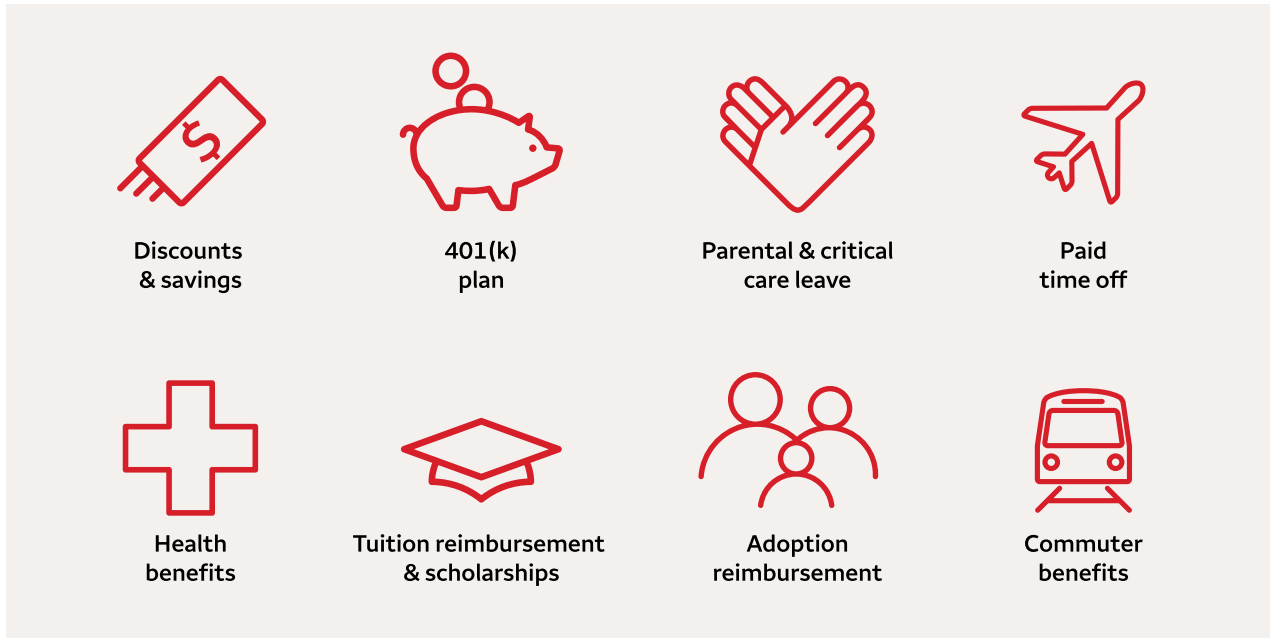 $
Discounts
& savings
401(k)
plan
Parental & critical
care leave
Paid
time off
Health
benefits
Tuition reimbursement
& scholarships
Adoption
reimbursement
Commuter
benefits